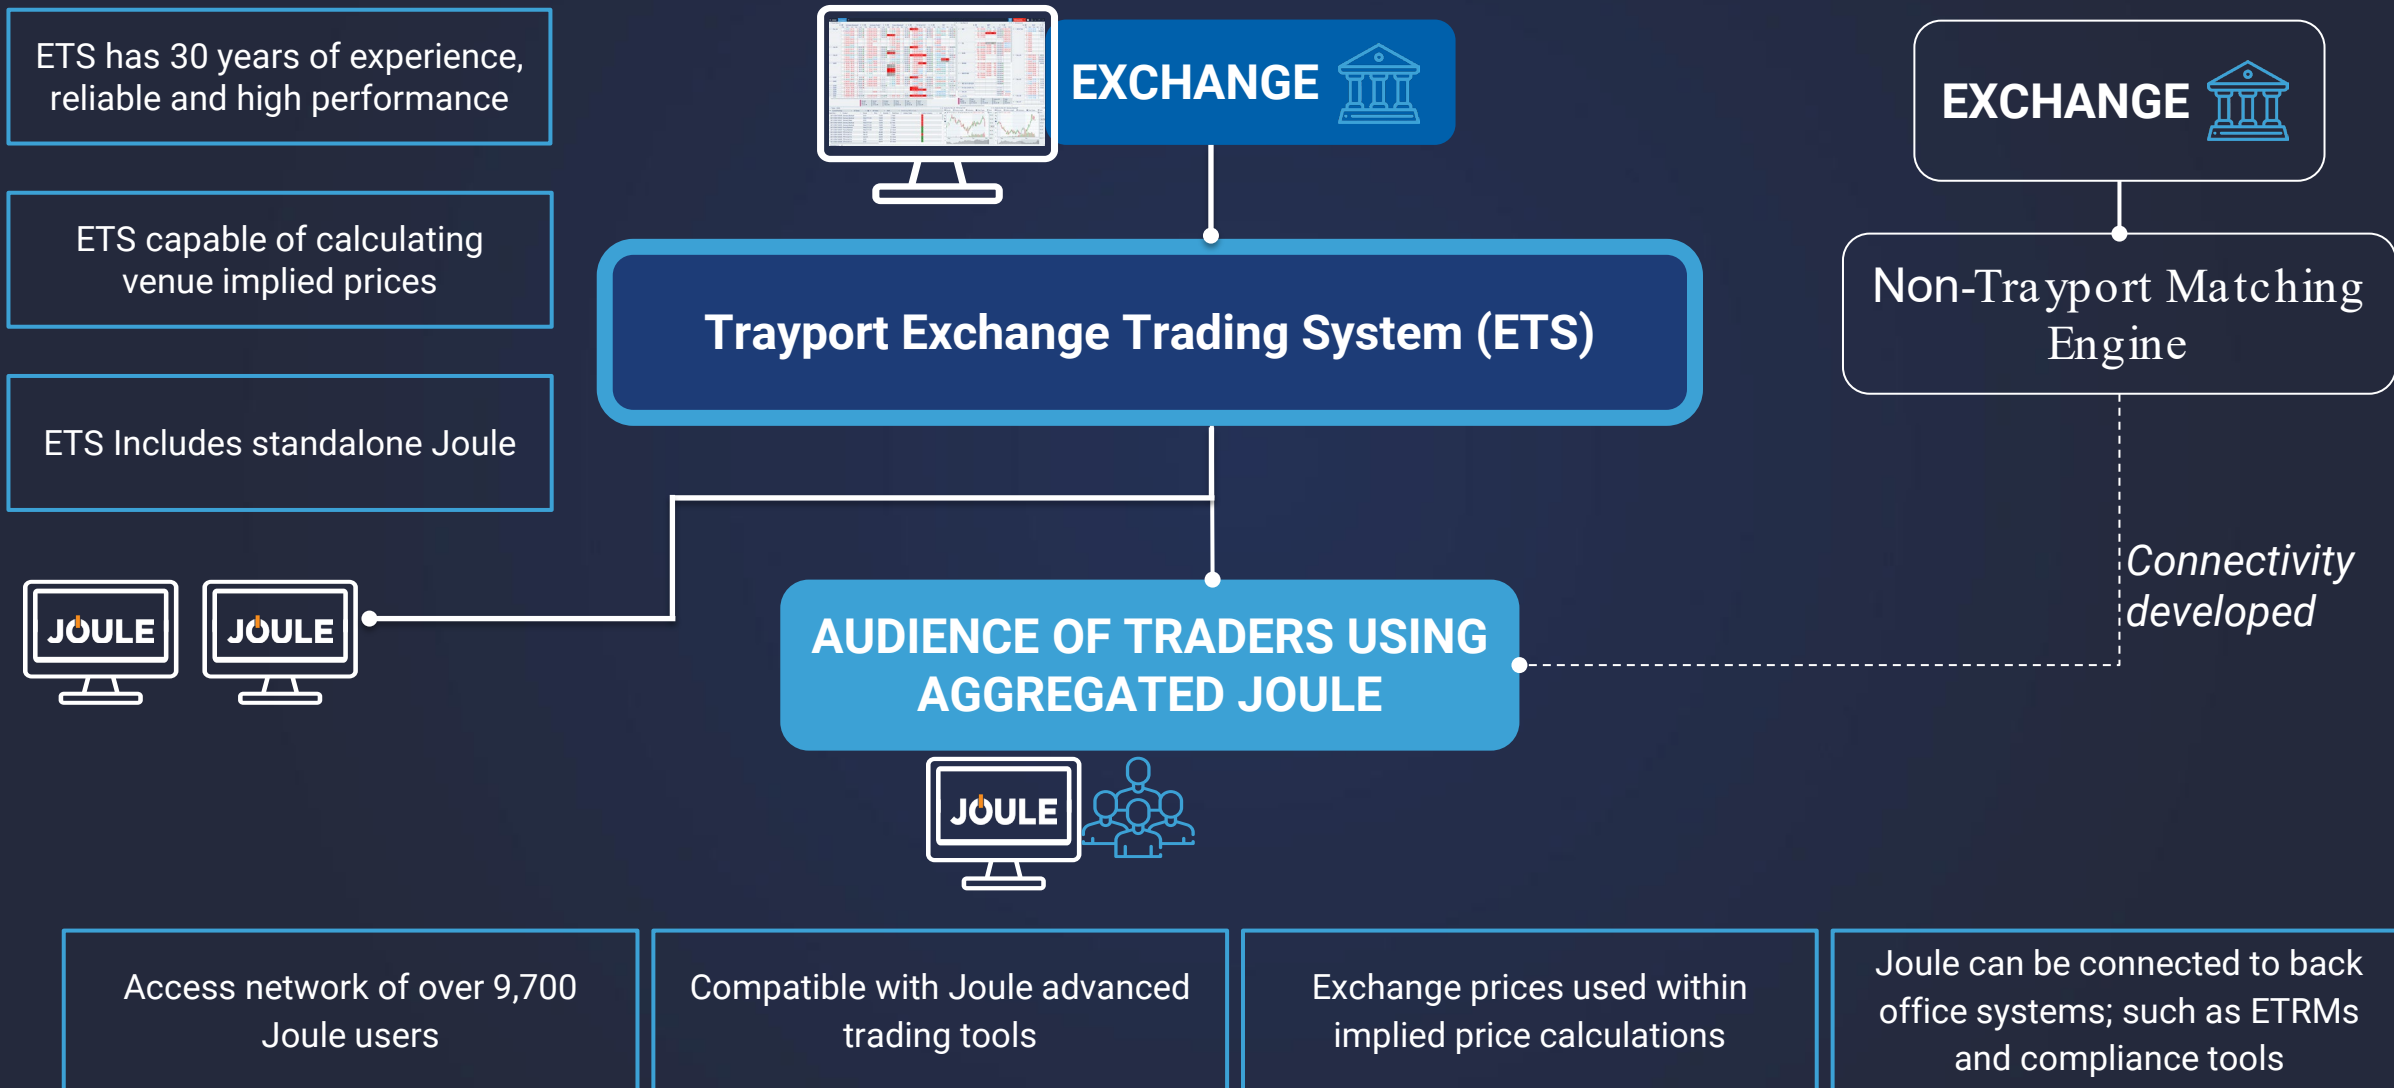 ETS has 30 years of experience,
reliable and high performance
ETS capable of calculating
venue implied prices
ETS Includes standalone Joule
EXCHANGE
EXCHANGE
Trayport Exchange Trading System (ETS)
Non-Trayport Matching
Engine
Connectivity
developed
JOULE
JOULE
AUDIENCE OF TRADERS USING
AGGREGATED JOULE
JOULE
Access network of over 9,700
Joule users
Compatible with Joule advanced
trading tools
Exchange prices used within
implied price calculations
Joule can be connected to back
office systems; such as ETRMs
and compliance tools